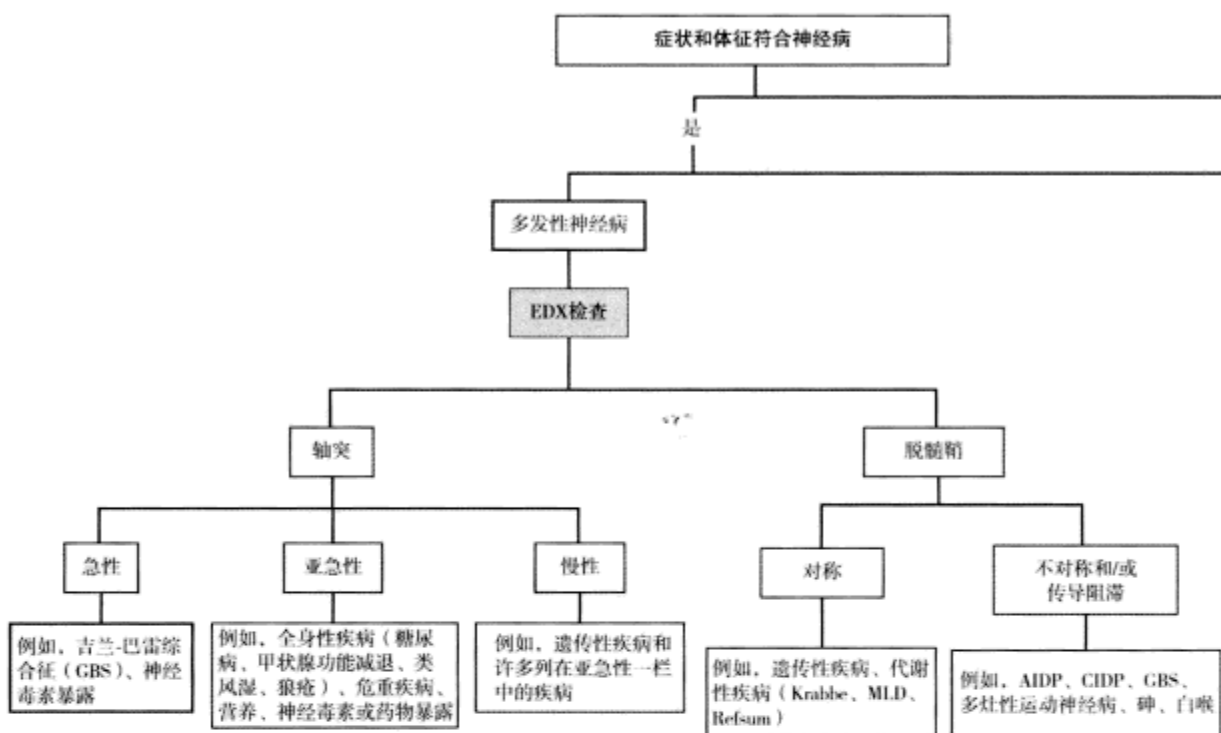 症状和体征符合神经病
是
多发性神经病
EDX检查
轴突
脱髓鞘
急性
亚急性
慢性
对称
不对称和/或
传导阻滞
例如，吉兰-巴雷综
合征（GBS）、神经
毒素暴露
例如，全身性疾病（糖尿
病、甲状腺功能减退、类
风湿、狼疮）、危重疾病、
营养、神经毒素或药物暴露
例如，遗传性疾病和
许多列在亚急性一栏
中的疾病
例如，遗传性疾病、代谢
性疾病（Krabbe、MLD、
Refsum）
例如，AIDP、CIDP、GBS、
多灶性运动神经病、砷、白喉